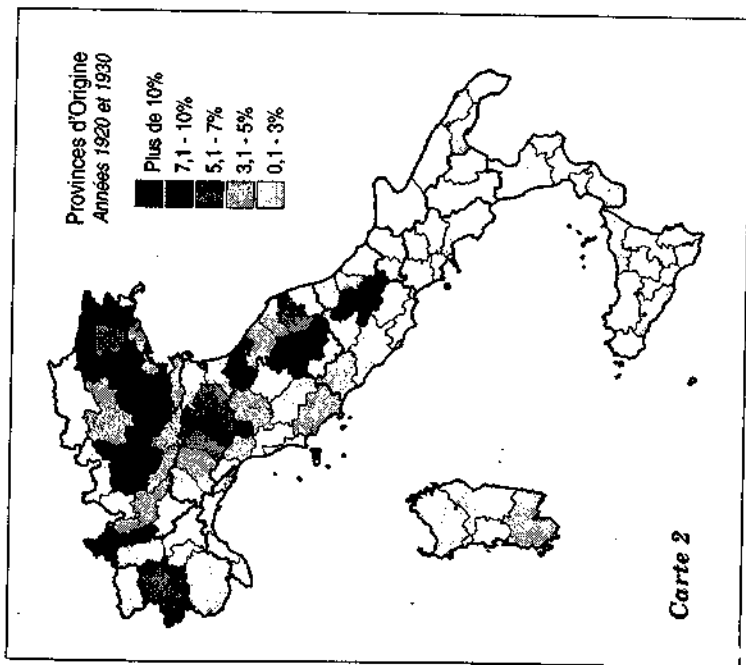 Provinces d'Origine
Années 1920 et 1930
Plus de 10%
7,1 - 10%
5,1 - 7%
3,1 - 5%
0,1 - 3%
Carte 2